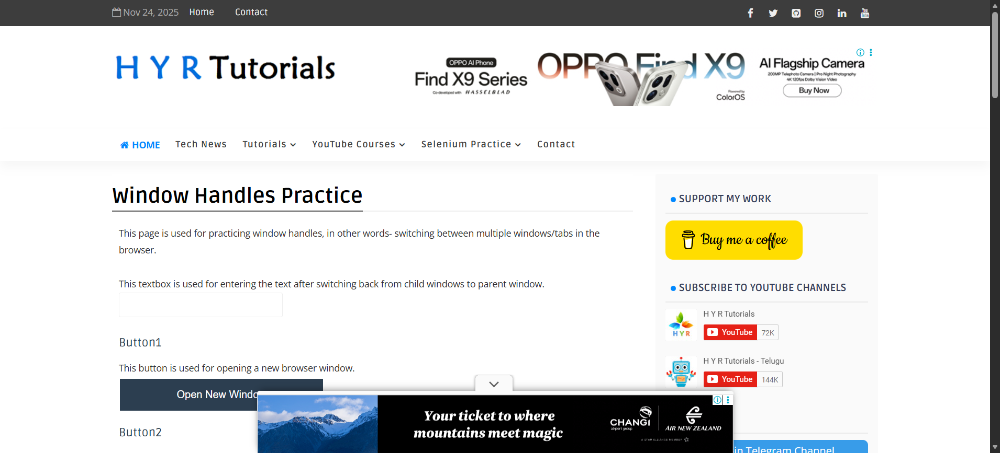 Nov 24, 2025 Home Contact
H Y R Tutorials
OPPO AI Phone
Find X9 Series
Co-developed with HASSELBLAD
OPPO Find X9
Powered by
ColorOS
AI Flagship Camera
200MP Telephoto Camera | Pro Night Photography
4K 120fps Dolby Vision Video
Buy Now
HOME Tech News Tutorials YouTube Courses Selenium Practice Contact
Window Handles Practice
This page is used for practicing window handles, in other words- switching between multiple windows/tabs in the
browser.
This textbox is used for entering the text after switching back from child windows to parent window.
Button1
This button is used for opening a new browser window.
Open New Windo
Button2
SUPPORT MY WORK
Buy me a coffee
SUBSCRIBE TO YOUTUBE CHANNELS
HYR
H Y R Tutorials
YouTube 72K
H Y R Tutorials - Telugu
YouTube 144K
in Telegram Channel
Your ticket to where
mountains meet magic
CHANGI
airport group
AIR NEW ZEALAND
A STAR ALLIANCE MEMBER